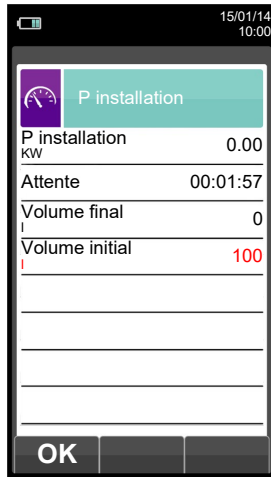 15/01/14
10:00
P installation
P installation 0.00
KW
Attente 00:01:57
Volume final 0
l
Volume initial 100
l
OK